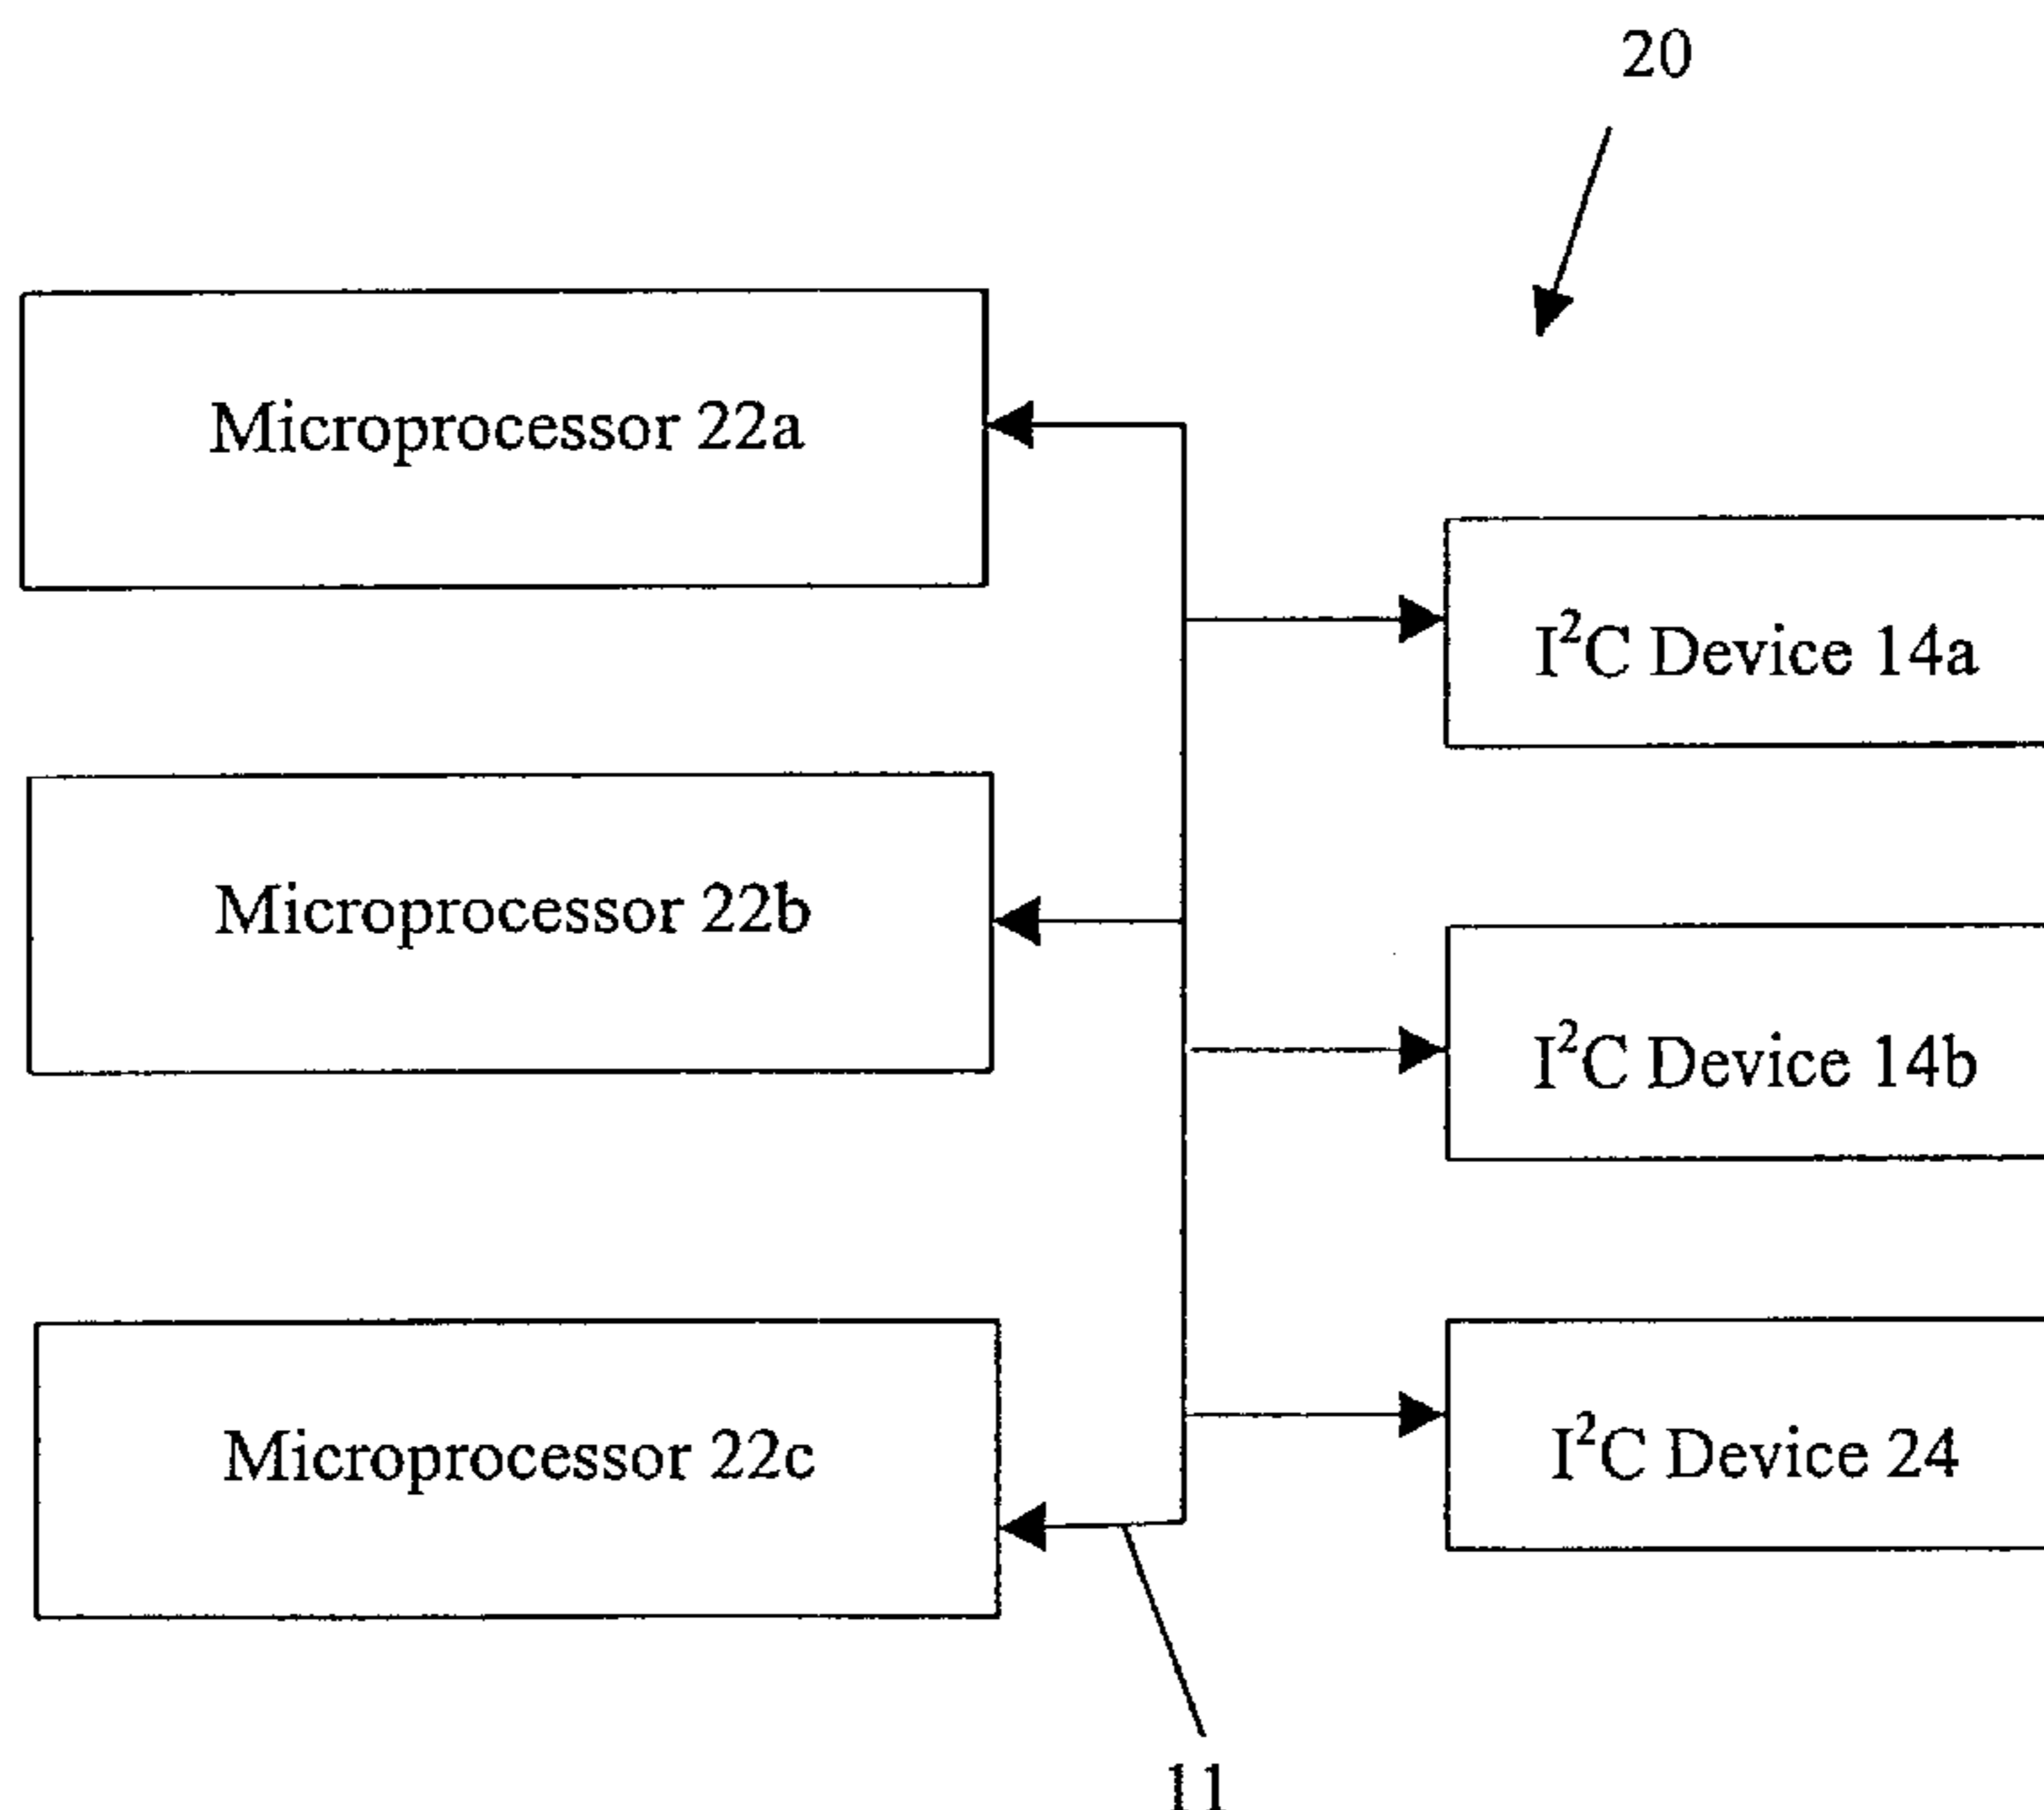 20
Microprocessor 22a
I²C Device 14a
Microprocessor 22b
I²C Device 14b
Microprocessor 22c
I²C Device 24
11